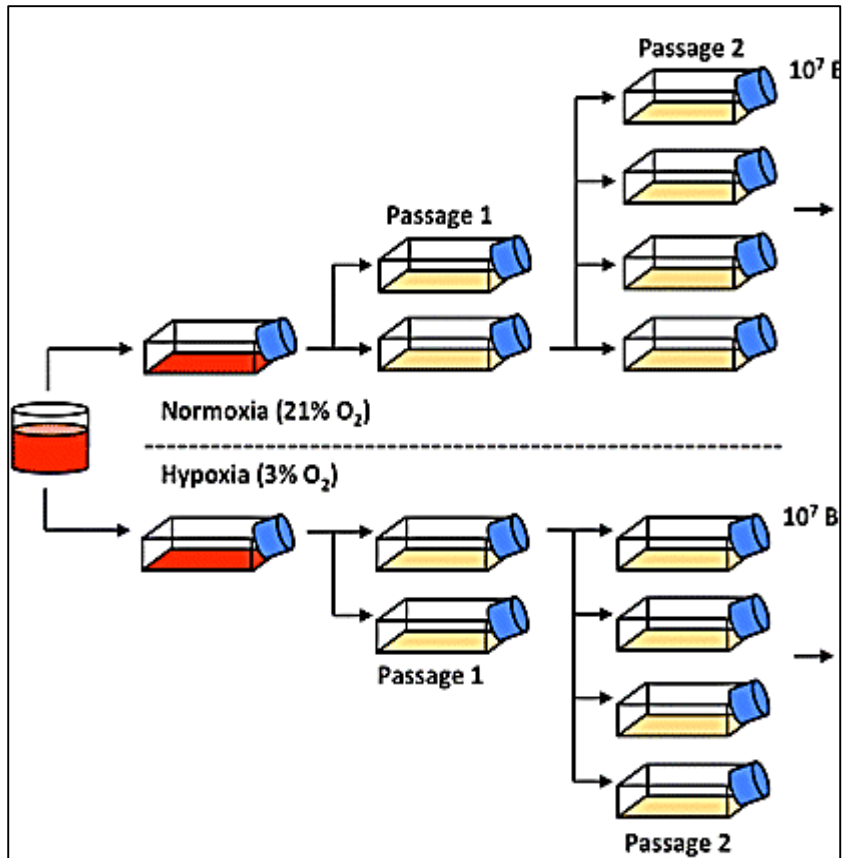 Passage 2
10⁷ B
Passage 1
Normoxia (21% O₂)
Hypoxia (3% O₂)
10⁷ B
Passage 1
Passage 2